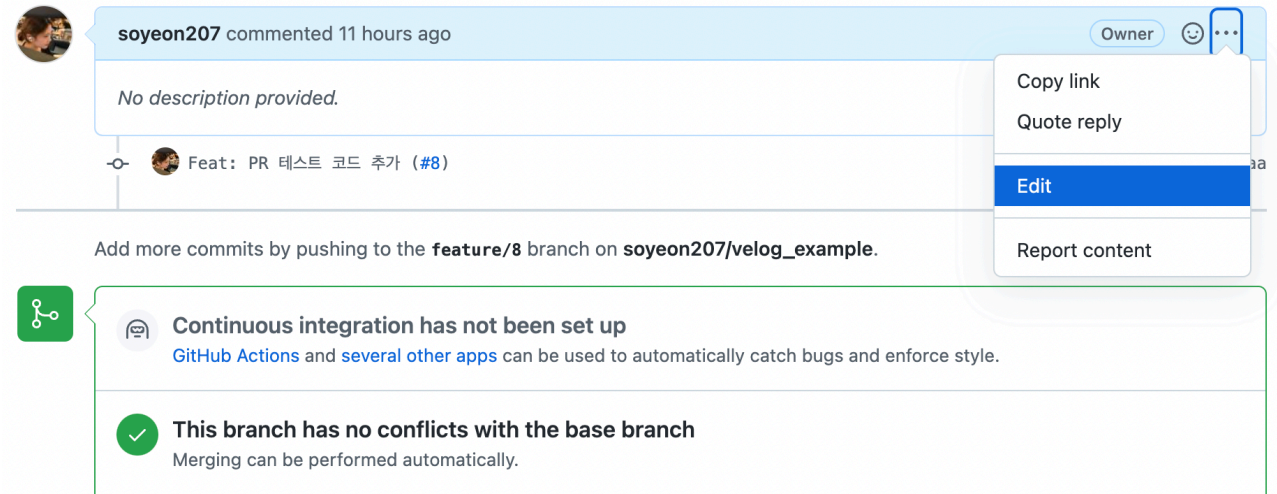 soyeon207 commented 11 hours ago
Owner
Copy link
Quote reply
Edit
Report content
No description provided.
Feat: PR 테스트 코드 추가 (#8)
Add more commits by pushing to the feature/8 branch on soyeon207/velog_example.
Continuous integration has not been set up
GitHub Actions and several other apps can be used to automatically catch bugs and enforce style.
This branch has no conflicts with the base branch
Merging can be performed automatically.